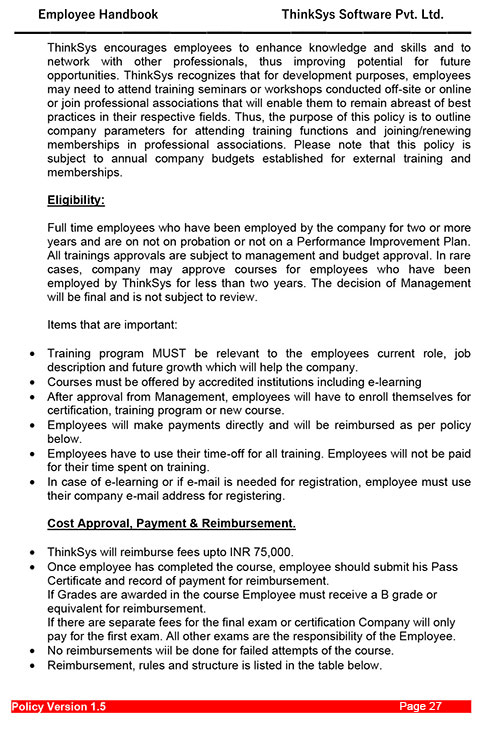 Employee Handbook ThinkSys Software Pvt. Ltd.
ThinkSys encourages employees to enhance knowledge and skills and to
network with other professionals, thus improving potential for future
opportunities. ThinkSys recognizes that for development purposes, employees
may need to attend training seminars or workshops conducted off-site or online
or join professional associations that will enable them to remain abreast of best
practices in their respective fields. Thus, the purpose of this policy is to outline
company parameters for attending training functions and joining/renewing
memberships in professional associations. Please note that this policy is
subject to annual company budgets established for external training and
memberships.
Eligibility:
Full time employees who have been employed by the company for two or more
years and are on not on probation or not on a Performance Improvement Plan.
All trainings approvals are subject to management and budget approval. In rare
cases, company may approve courses for employees who have been
employed by ThinkSys for less than two years. The decision of Management
will be final and is not subject to review.
Items that are important:
• Training program MUST be relevant to the employees current role, job
description and future growth which will help the company.
• Courses must be offered by accredited institutions including e-learning
• After approval from Management, employees will have to enroll themselves for
certification, training program or new course.
• Employees will make payments directly and will be reimbursed as per policy
below.
• Employees have to use their time-off for all training. Employees will not be paid
for their time spent on training.
• In case of e-learning or if e-mail is needed for registration, employee must use
their company e-mail address for registering.
Cost Approval, Payment & Reimbursement.
• ThinkSys will reimburse fees upto INR 75,000.
• Once employee has completed the course, employee should submit his Pass
Certificate and record of payment for reimbursement.
If Grades are awarded in the course Employee must receive a B grade or
equivalent for reimbursement.
If there are separate fees for the final exam or certification Company will only
pay for the first exam. All other exams are the responsibility of the Employee.
• No reimbursements wiil be done for failed attempts of the course.
• Reimbursement, rules and structure is listed in the table below.
Policy Version 1.5 Page 27